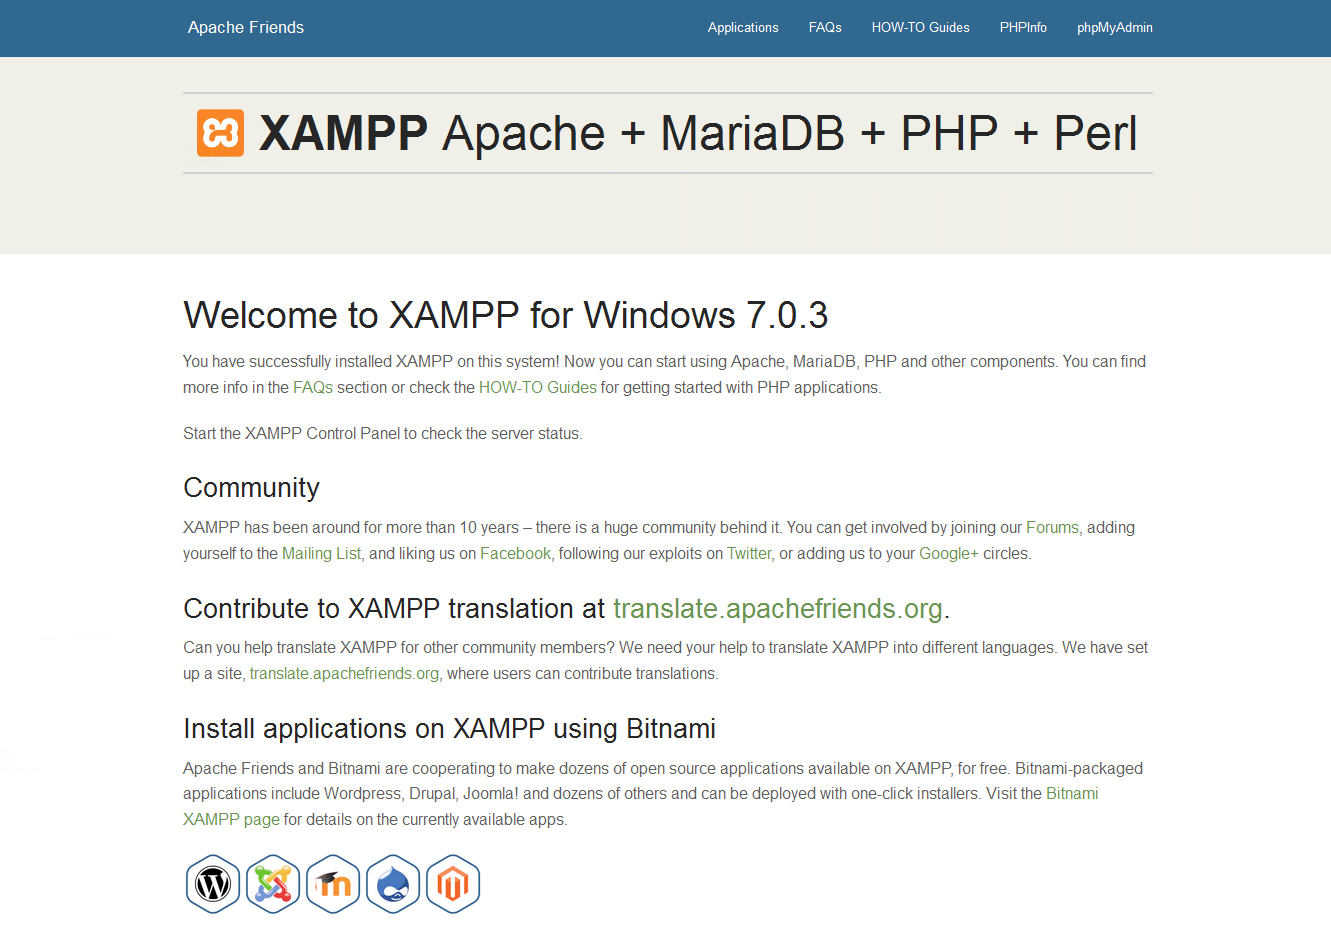 Apache Friends
Applications FAQs HOW-TO Guides PHPInfo phpMyAdmin
XAMPP Apache + MariaDB + PHP + Perl
Welcome to XAMPP for Windows 7.0.3
You have successfully installed XAMPP on this system! Now you can start using Apache, MariaDB, PHP and other components. You can find
more info in the FAQs section or check the HOW-TO Guides for getting started with PHP applications.
Start the XAMPP Control Panel to check the server status.
Community
XAMPP has been around for more than 10 years – there is a huge community behind it. You can get involved by joining our Forums, adding
yourself to the Mailing List, and liking us on Facebook, following our exploits on Twitter, or adding us to your Google+ circles.
Contribute to XAMPP translation at translate.apachefriends.org.
Can you help translate XAMPP for other community members? We need your help to translate XAMPP into different languages. We have set
up a site, translate.apachefriends.org, where users can contribute translations.
Install applications on XAMPP using Bitnami
Apache Friends and Bitnami are cooperating to make dozens of open source applications available on XAMPP, for free. Bitnami-packaged
applications include Wordpress, Drupal, Joomla! and dozens of others and can be deployed with one-click installers. Visit the Bitnami
XAMPP page for details on the currently available apps.